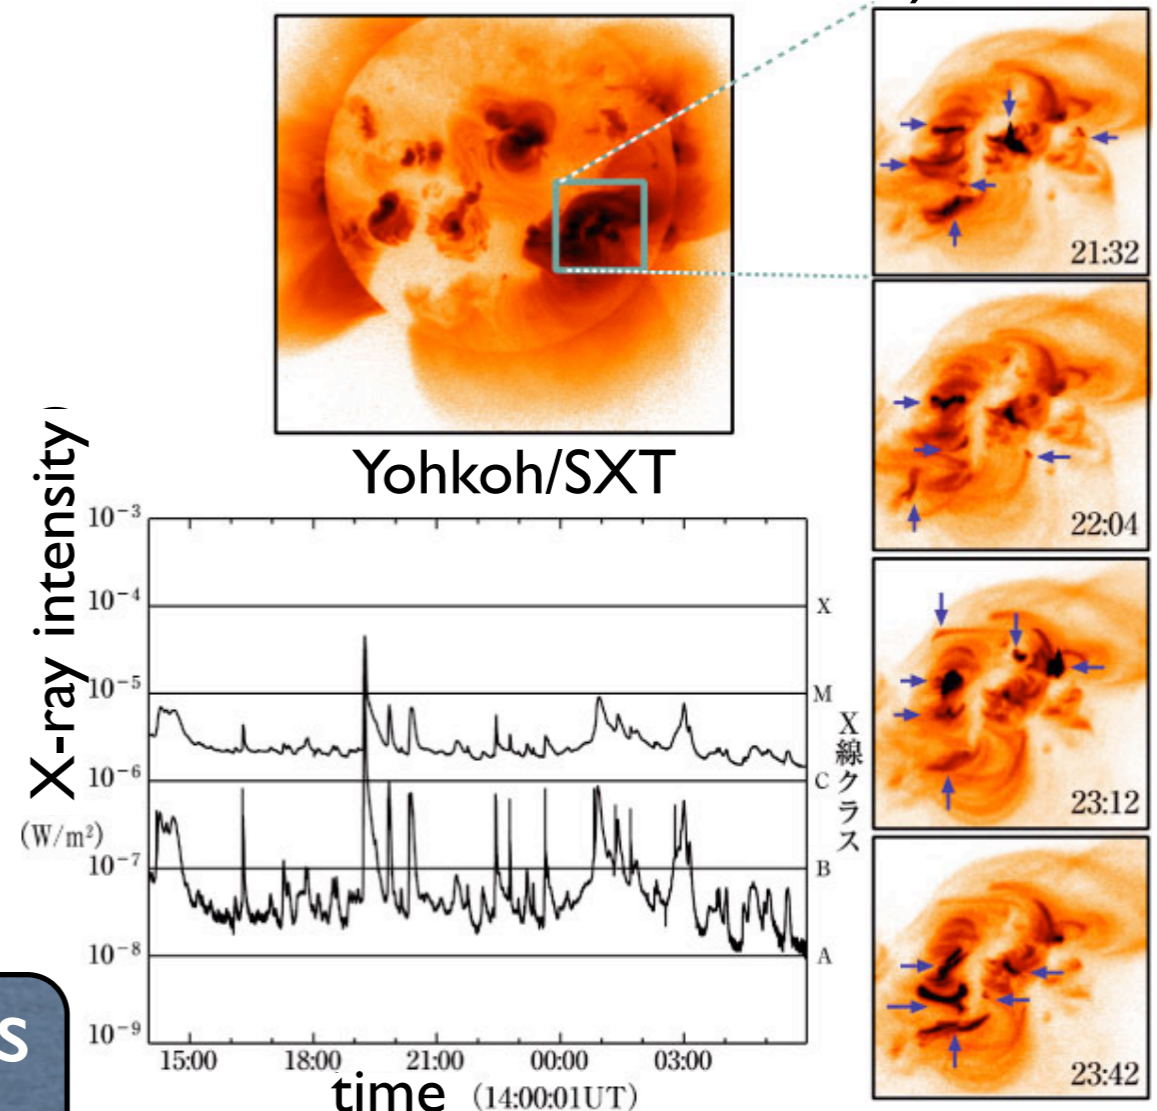 21:32
22:04
23:12
23:42
Yohkoh/SXT
X-ray intensity
(W/m²)
10⁻³
10⁻⁴
10⁻⁵
10⁻⁶
10⁻⁷
10⁻⁸
10⁻⁹
X
M
C
B
A
X線クラス
15:00 18:00 21:00 00:00 03:00
time (14:00:01UT)
s